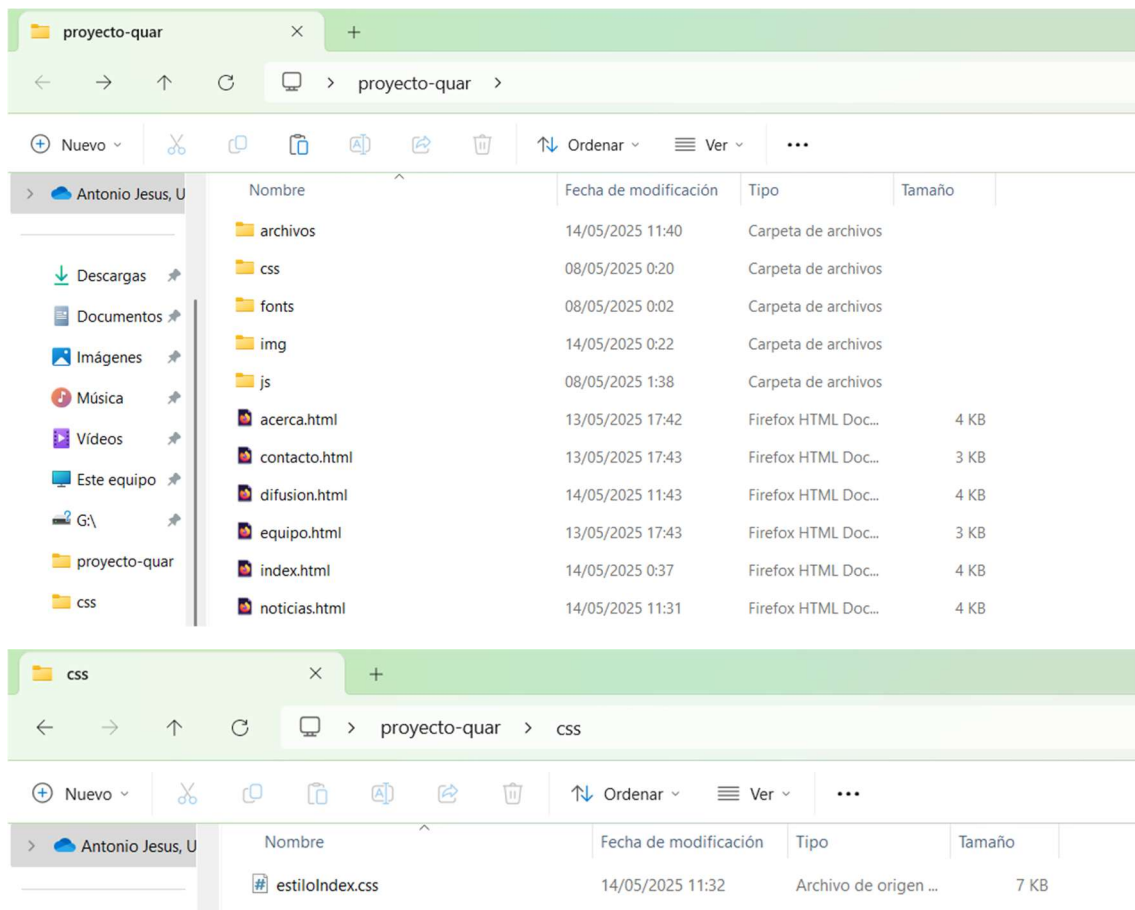 proyecto-quar
proyecto-quar
Nuevo
Ordenar
Ver
Antonio Jesus, U
Nombre Fecha de modificación Tipo Tamaño
archivos 14/05/2025 11:40 Carpeta de archivos
css 08/05/2025 0:20 Carpeta de archivos
fonts 08/05/2025 0:02 Carpeta de archivos
img 14/05/2025 0:22 Carpeta de archivos
js 08/05/2025 1:38 Carpeta de archivos
acerca.html 13/05/2025 17:42 Firefox HTML Doc... 4 KB
contacto.html 13/05/2025 17:43 Firefox HTML Doc... 3 KB
difusion.html 14/05/2025 11:43 Firefox HTML Doc... 4 KB
equipo.html 13/05/2025 17:43 Firefox HTML Doc... 3 KB
index.html 14/05/2025 0:37 Firefox HTML Doc... 4 KB
noticias.html 14/05/2025 11:31 Firefox HTML Doc... 4 KB
Descargas
Documentos
Imágenes
Música
Vídeos
Este equipo
G:\
proyecto-quar
css
css
proyecto-quar css
Nuevo
Ordenar
Ver
Antonio Jesus, U
Nombre Fecha de modificación Tipo Tamaño
estiloIndex.css 14/05/2025 11:32 Archivo de origen ... 7 KB